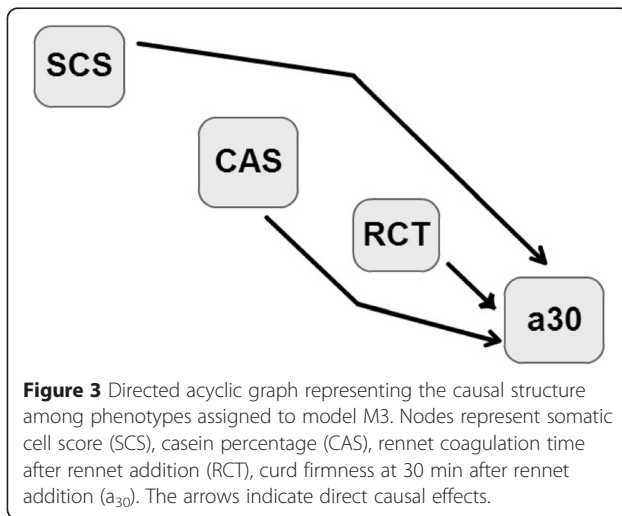 SCS
CAS
RCT
a30
Figure 3 Directed acyclic graph representing the causal structure
among phenotypes assigned to model M3. Nodes represent somatic
cell score (SCS), casein percentage (CAS), rennet coagulation time
after rennet addition (RCT), curd firmness at 30 min after rennet
addition (a₃₀). The arrows indicate direct causal effects.